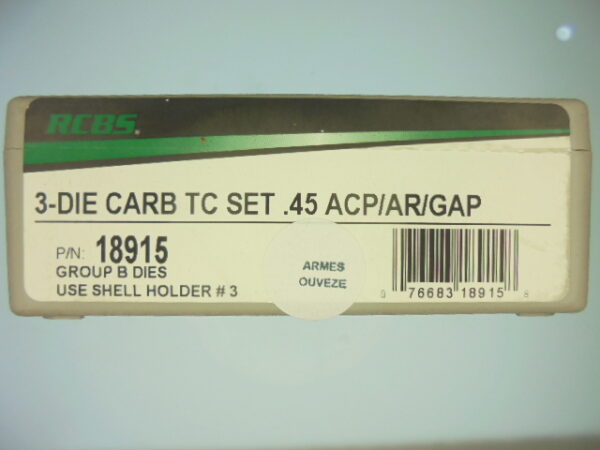 RCBS.
3-DIE CARB TC SET .45 ACP/AR/GAP
P/N: 18915
GROUP B DIES
USE SHELL HOLDER # 3
ARMES
OUVEZE
0 76683 18915 8